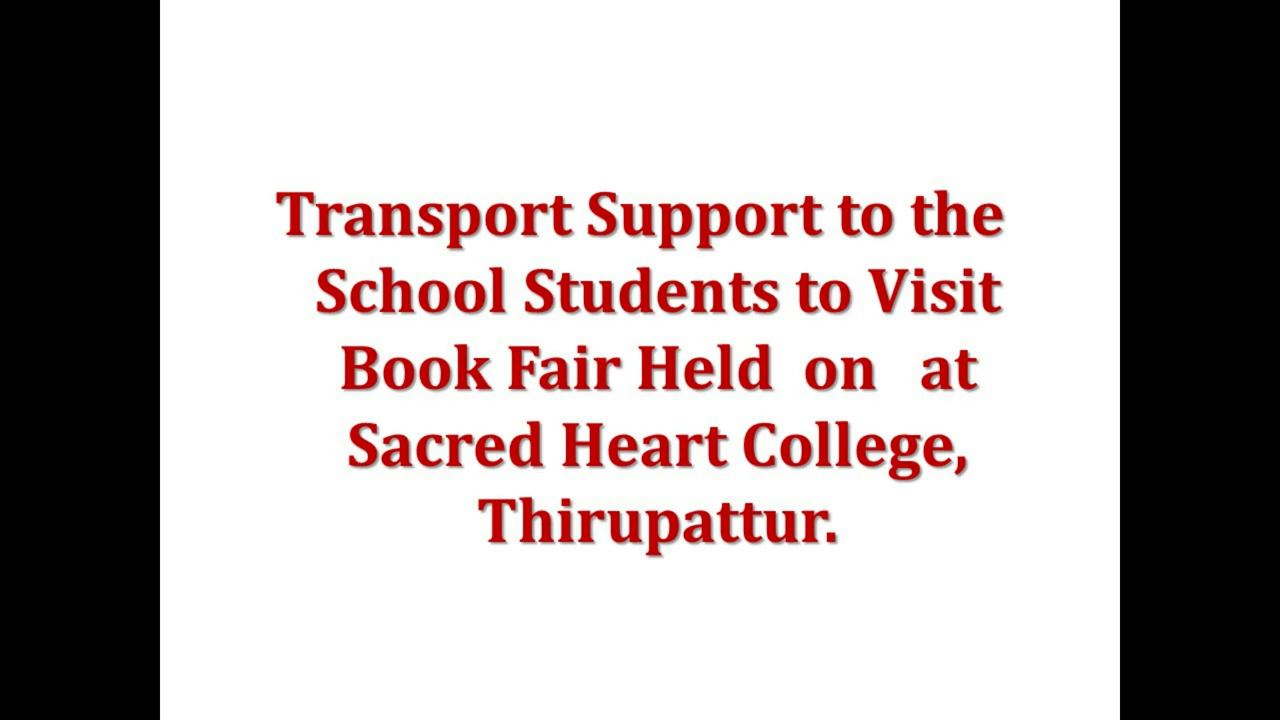 Transport Support to the
School Students to Visit
Book Fair Held  on   at
Sacred Heart College,
Thirupattur.